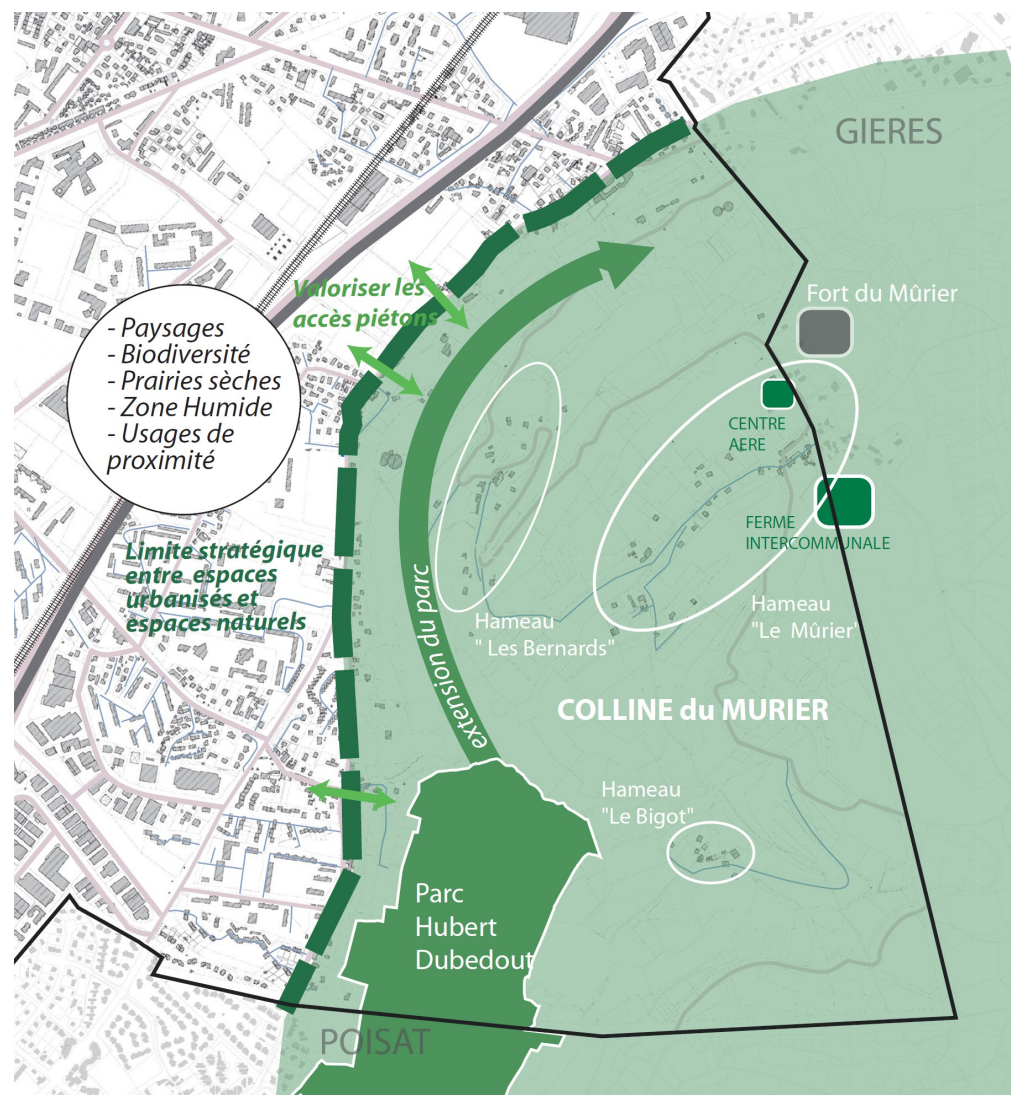 GIERES
Fort du Mûrier
Valoriser les
accès piétons
- Paysages
- Biodiversité
- Prairies sèches
- Zone Humide
- Usages de
proximité
CENTRE
AERE
FERME
INTERCOMMUNALE
Limite stratégique
entre espaces
urbanisés et
espaces naturels
extension du parc
Hameau
" Les Bernards"
Hameau
"Le Mûrier"
COLLINE du MURIER
Hameau
"Le Bigot"
Parc
Hubert
Dubedout
POISAT